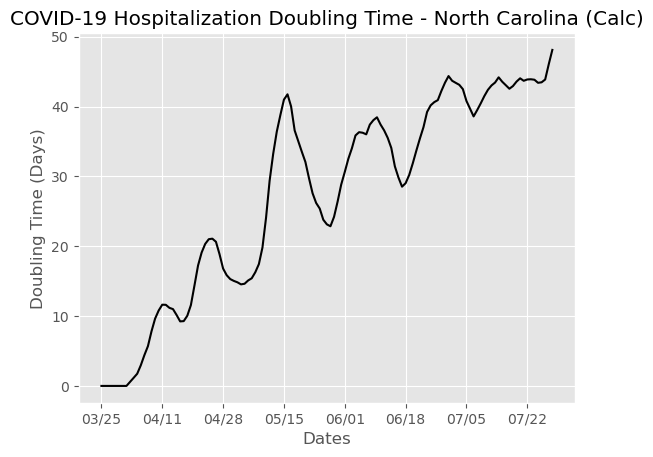 COVID-19 Hospitalization Doubling Time - North Carolina (Calc)
50
40
30
20
10
0
Doubling Time (Days)
03/25 04/11 04/28 05/15 06/01 06/18 07/05 07/22
Dates